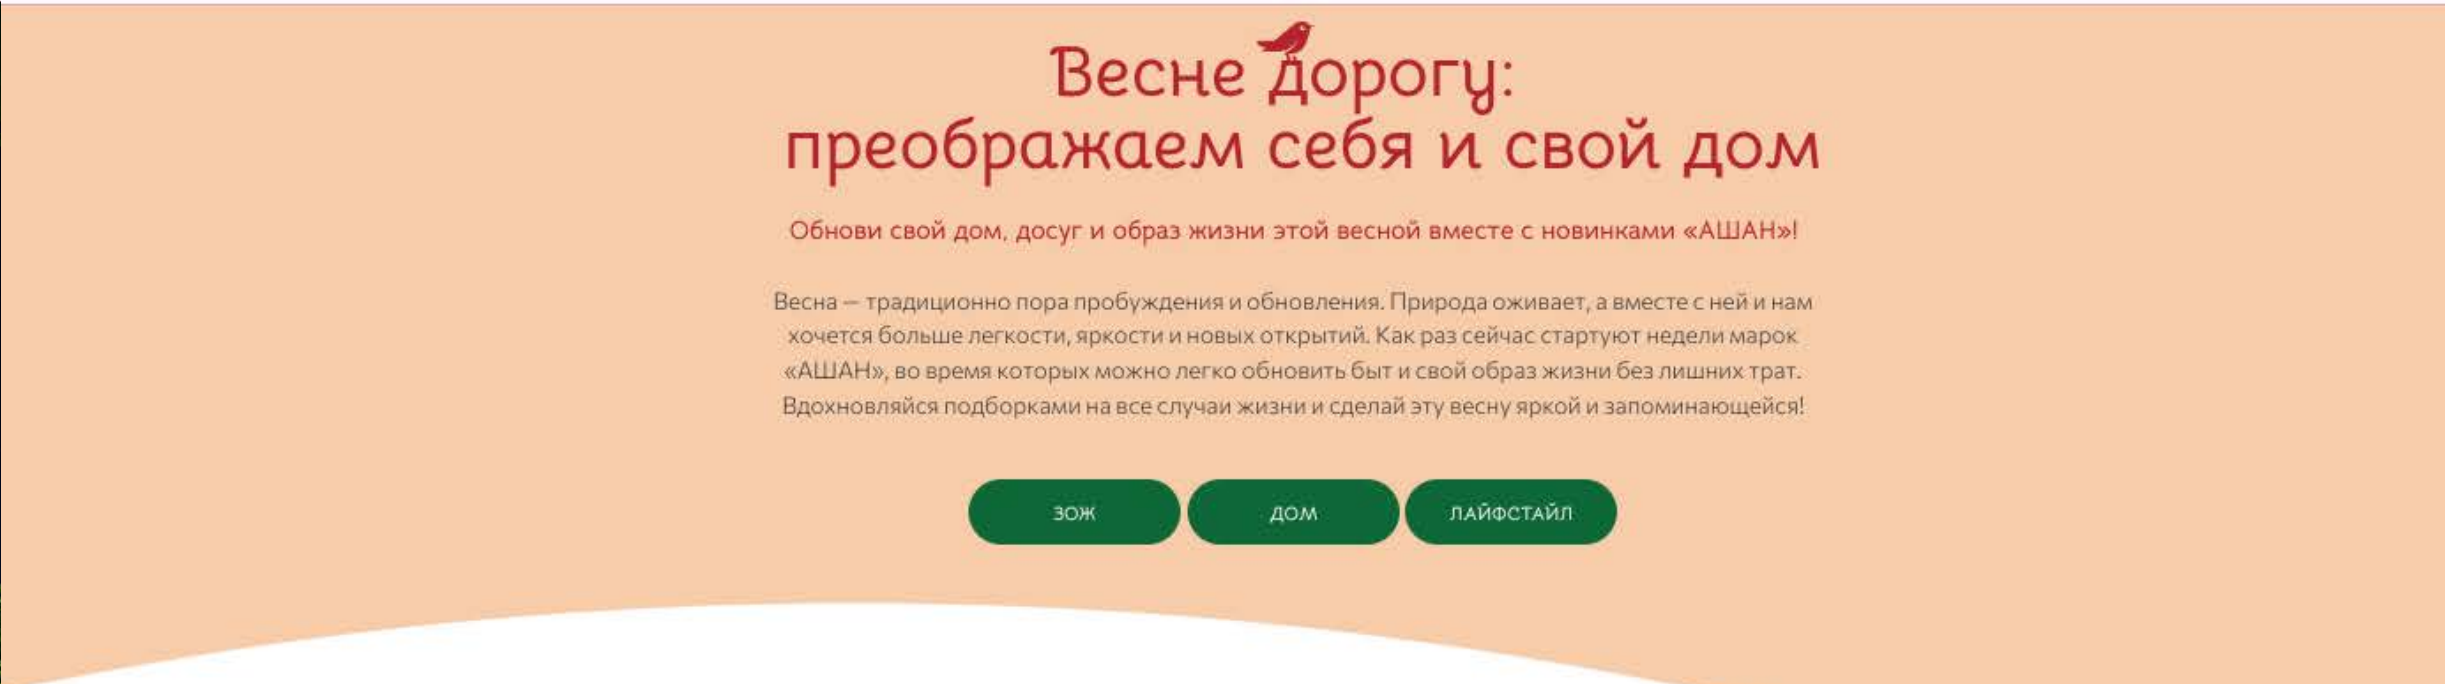 Весне дорогу:
преображаем себя и свой дом
Обнови свой дом, досуг и образ жизни этой весной вместе с новинками «АШАН»!
Весна — традиционно пора пробуждения и обновления. Природа оживает, а вместе с ней и нам
хочется больше легкости, яркости и новых открытий. Как раз сейчас стартуют недели марок
«АШАН», во время которых можно легко обновить быт и свой образ жизни без лишних трат.
Вдохновляйся подборками на все случаи жизни и сделай эту весну яркой и запоминающейся!
ЗОЖ ДОМ ЛАЙФСТАЙЛ